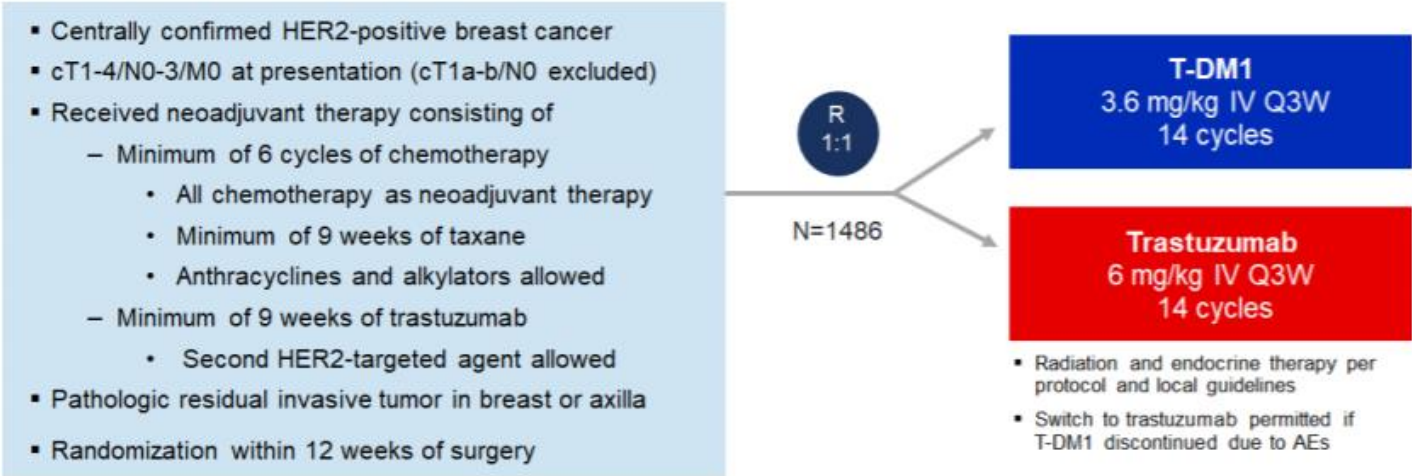 ▪ Centrally confirmed HER2-positive breast cancer
▪ cT1-4/N0-3/M0 at presentation (cT1a-b/N0 excluded)
▪ Received neoadjuvant therapy consisting of
– Minimum of 6 cycles of chemotherapy
• All chemotherapy as neoadjuvant therapy
• Minimum of 9 weeks of taxane
• Anthracyclines and alkylators allowed
– Minimum of 9 weeks of trastuzumab
• Second HER2-targeted agent allowed
▪ Pathologic residual invasive tumor in breast or axilla
▪ Randomization within 12 weeks of surgery
R
1:1
N=1486
T-DM1
3.6 mg/kg IV Q3W
14 cycles
Trastuzumab
6 mg/kg IV Q3W
14 cycles
▪ Radiation and endocrine therapy per
protocol and local guidelines
▪ Switch to trastuzumab permitted if
T-DM1 discontinued due to AEs